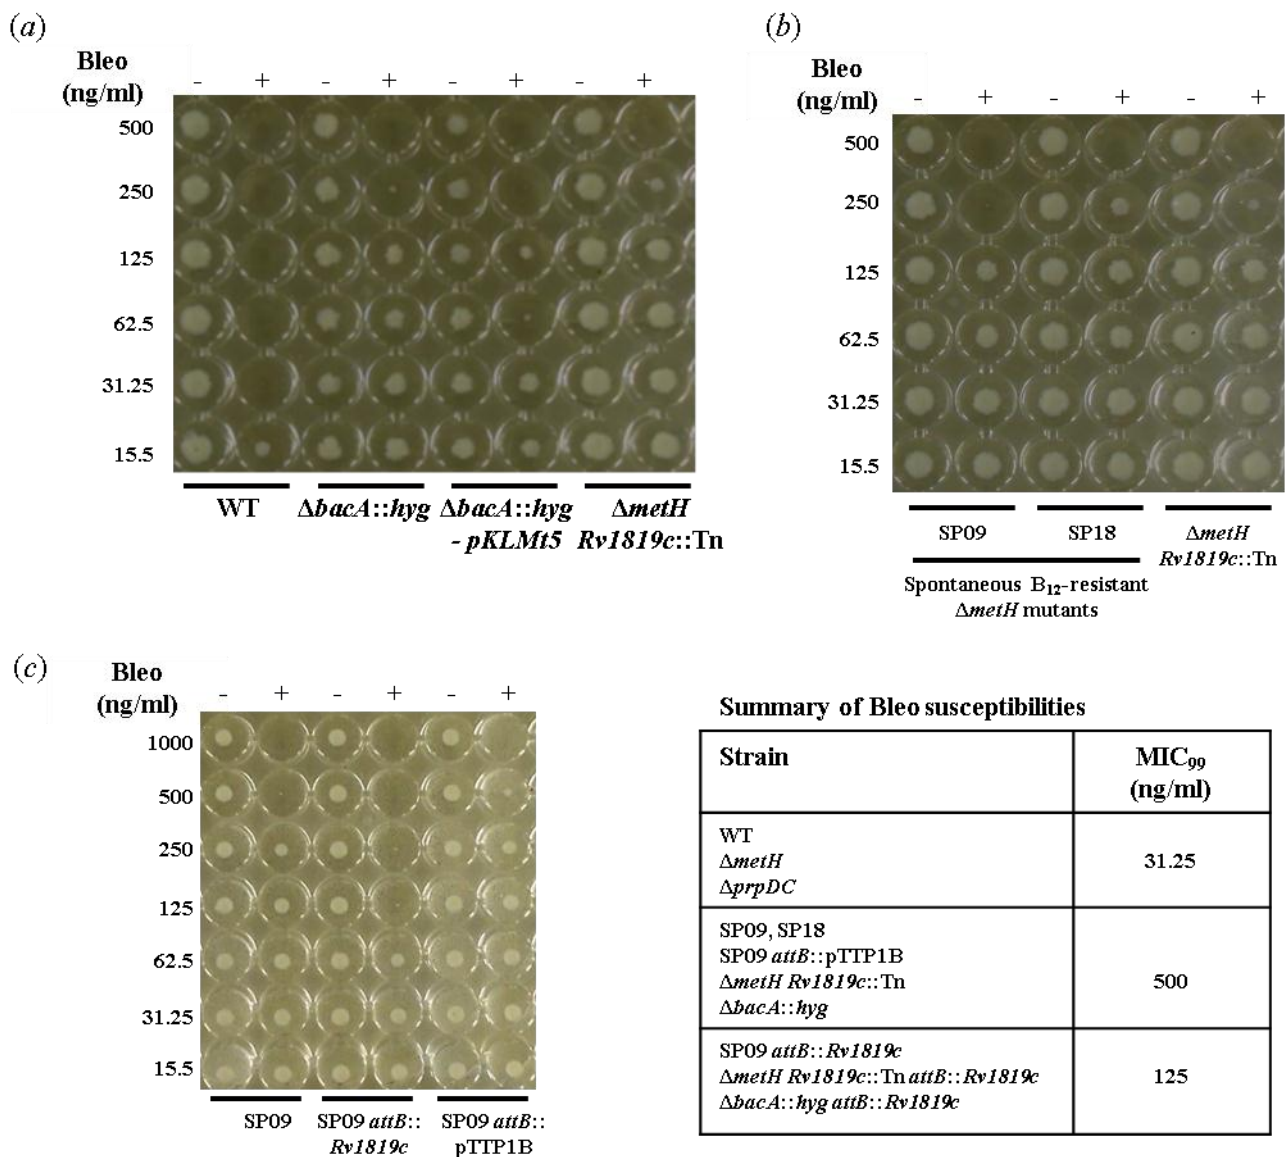 (a)
Bleo
(ng/ml)
- + - + - + - +
500
250
125
62.5
31.25
15.5
WT ΔbacA::hyg ΔbacA::hyg ΔmetH
- pKLMt5 Rv1819c::Tn
(b)
Bleo
(ng/ml)
- + - + - +
500
250
125
62.5
31.25
15.5
SP09 SP18 ΔmetH
Rv1819c::Tn
Spontaneous B₁₂-resistant
ΔmetH mutants
(c)
Bleo
(ng/ml)
- + - + - +
1000
500
250
125
62.5
31.25
15.5
SP09 SP09 attB:: SP09 attB::
Rv1819c pTTP1B
Summary of Bleo susceptibilities
Strain MIC₉₉
(ng/ml)
WT
ΔmetH 31.25
ΔprpDC
SP09, SP18
SP09 attB::pTTP1B
ΔmetH Rv1819c::Tn 500
ΔbacA::hyg
SP09 attB::Rv1819c
ΔmetH Rv1819c::Tn attB::Rv1819c 125
ΔbacA::hyg attB::Rv1819c